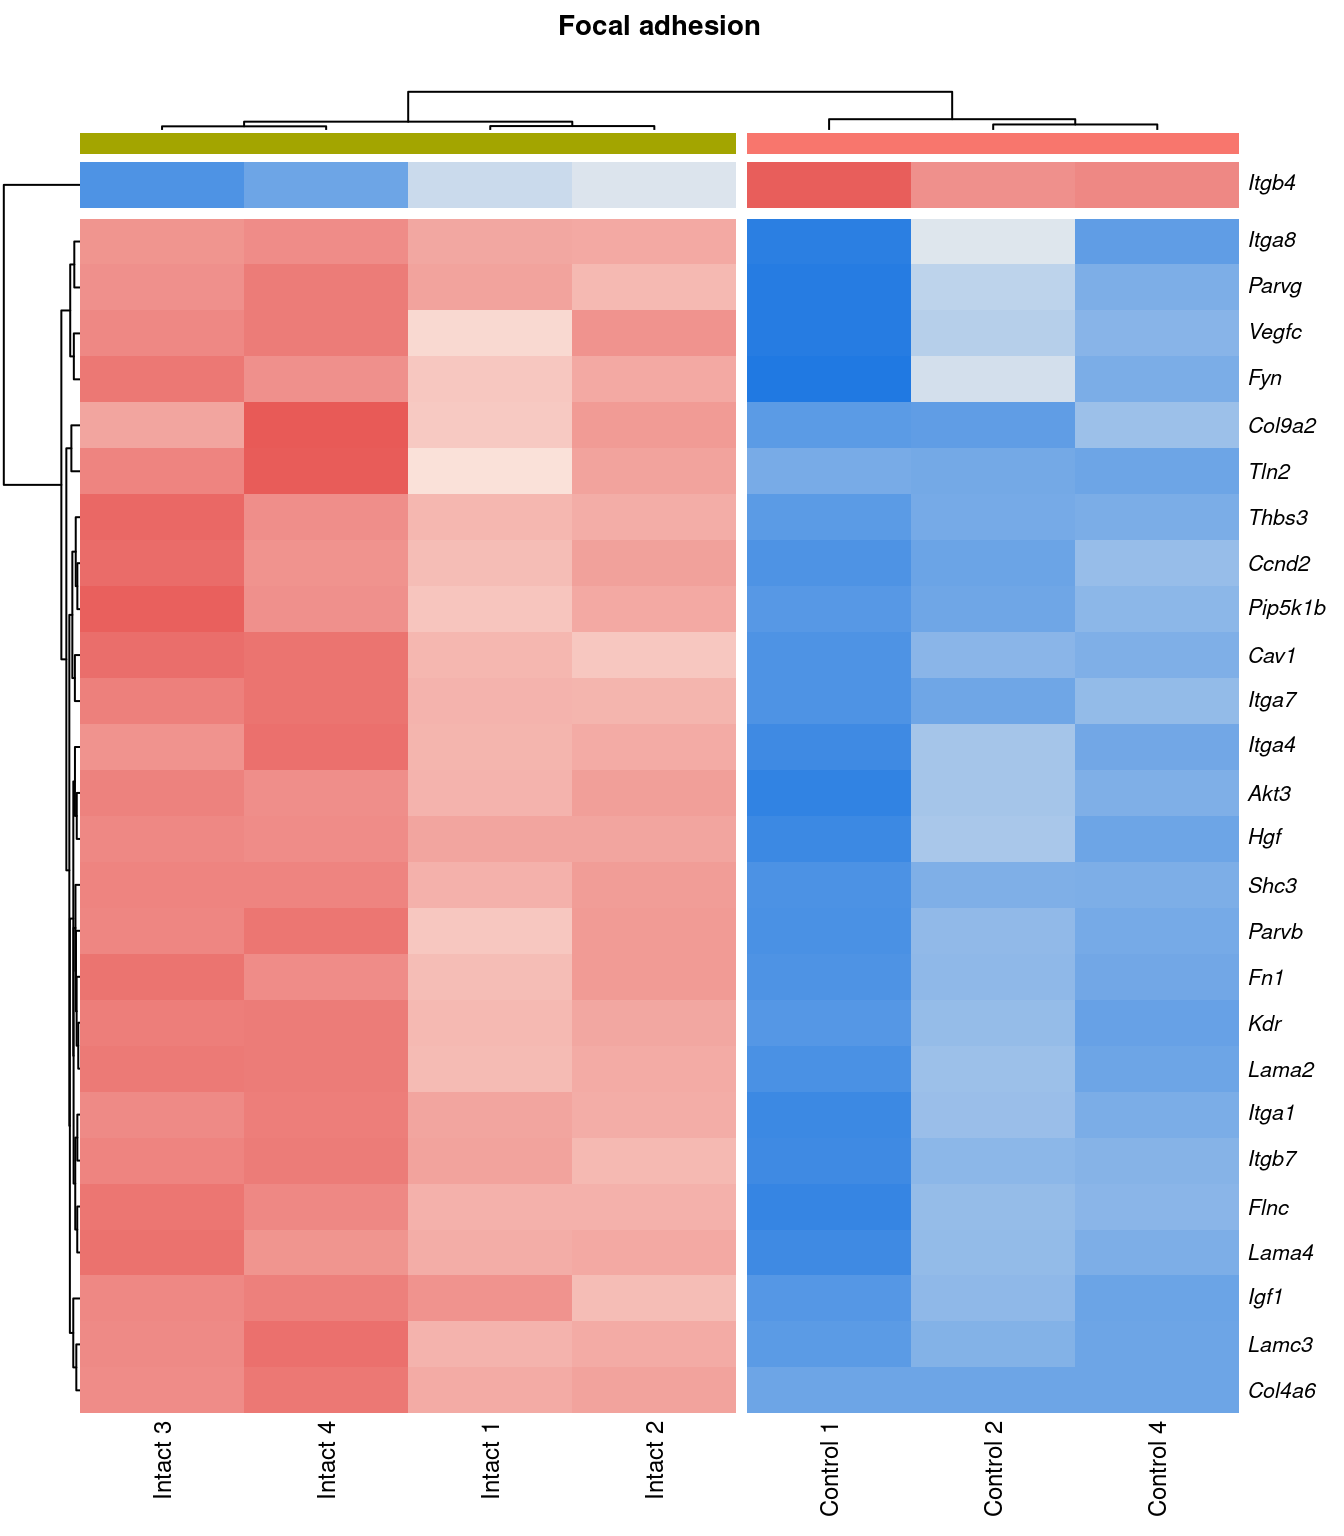 Focal adhesion
Itgb4
Itga8
Parvg
Vegfc
Fyn
Col9a2
Tln2
Thbs3
Ccnd2
Pip5k1b
Cav1
Itga7
Itga4
Akt3
Hgf
Shc3
Parvb
Fn1
Kdr
Lama2
Itga1
Itgb7
Flnc
Lama4
Igf1
Lamc3
Col4a6
Intact 3
Intact 4
Intact 1
Intact 2
Control 1
Control 2
Control 4